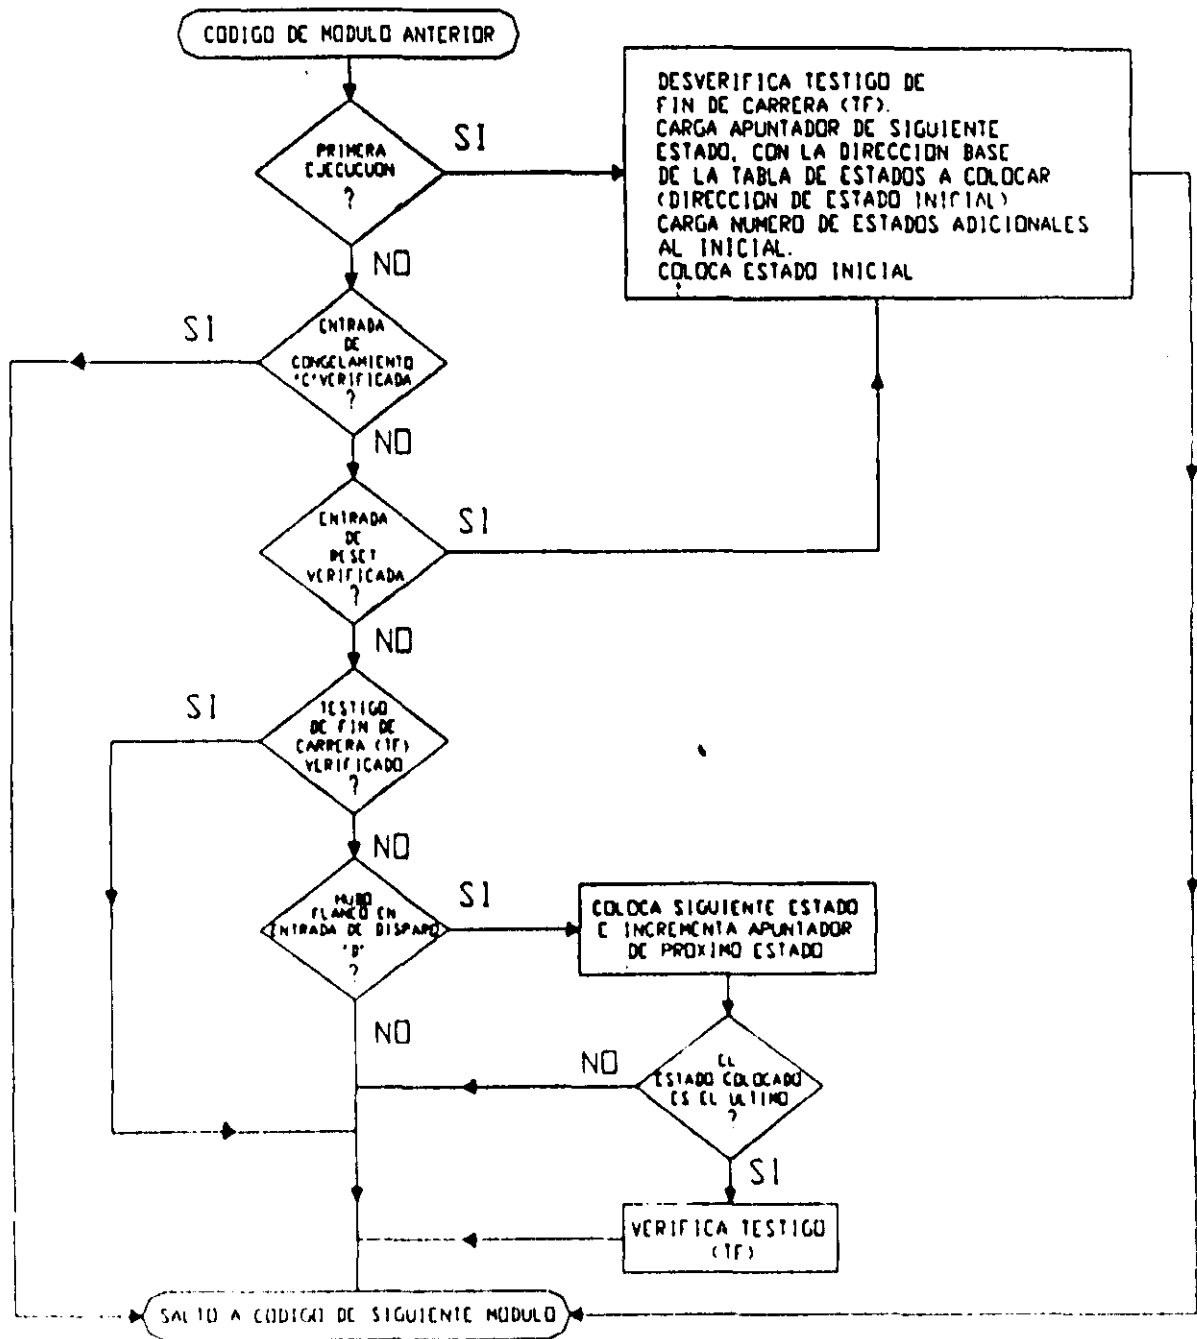 CODIGO DE MODULO ANTERIOR
PRIMERA
EJECUCION
?
SI
NO
DESVERIFICA TESTIGO DE
FIN DE CARRERA (TF).
CARGA APUNTADOR DE SIGUIENTE
ESTADO, CON LA DIRECCION BASE
DE LA TABLA DE ESTADOS A COLOCAR
(DIRECCION DE ESTADO INICIAL)
CARGA NUMERO DE ESTADOS ADICIONALES
AL INICIAL.
COLOCA ESTADO INICIAL
ENTRADA
DE
CONGELAMIENTO
"C"VERIFICADA
?
SI
NO
ENTRADA
DE
RESET
VERIFICADA
?
SI
NO
TESTIGO
DE FIN DE
CARRERA (TF)
VERIFICADO
?
SI
NO
HUBO
FLANCO EN
ENTRADA DE DISPARO
"D"
?
SI
NO
COLOCA SIGUIENTE ESTADO
E INCREMENTA APUNTADOR
DE PROXIMO ESTADO
EL
ESTADO COLOCADO
ES EL ULTIMO
?
NO
SI
VERIFICA TESTIGO
(TF)
SALTO A CODIGO DE SIGUIENTE MODULO